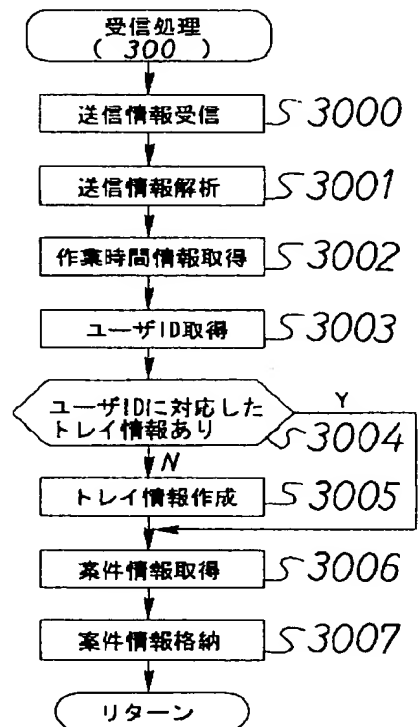 受信処理
( 300 )
送信情報受信 S3000
送信情報解析 S3001
作業時間情報取得 S3002
ユーザID取得 S3003
ユーザIDに対応した
トレイ情報あり
Y
S3004
N
トレイ情報作成 S3005
案件情報取得 S3006
案件情報格納 S3007
リターン